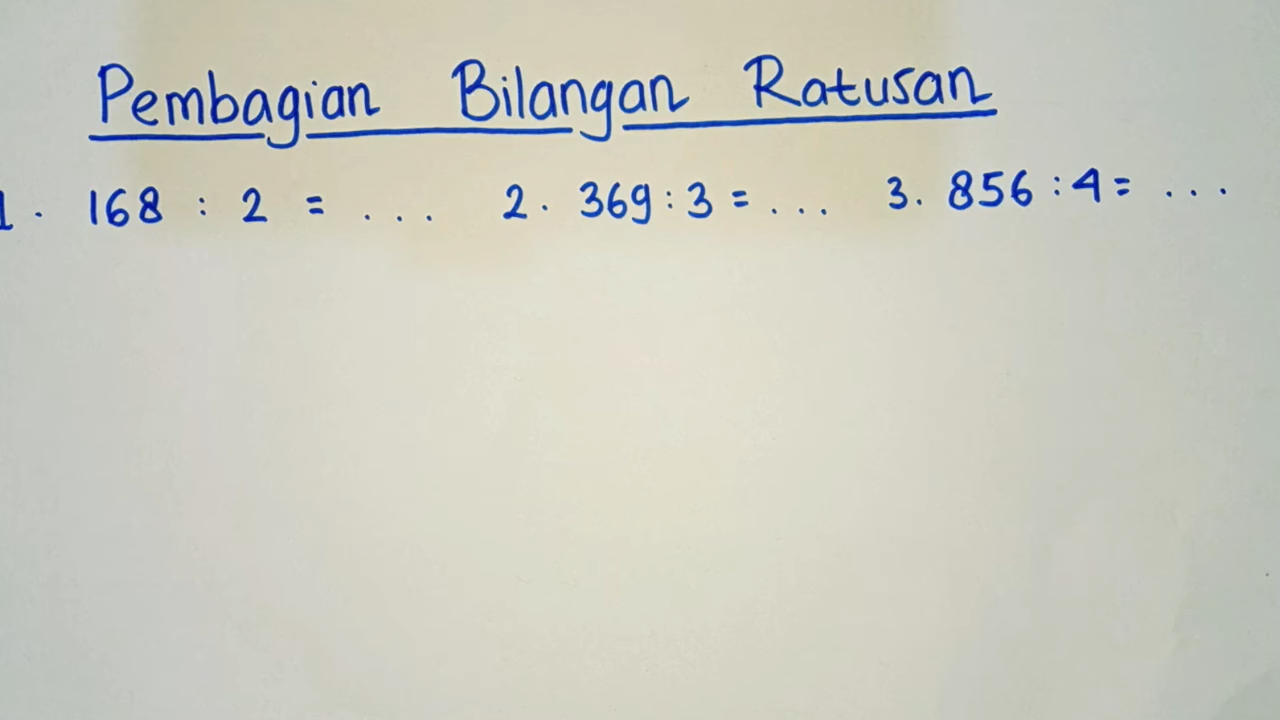 Pembagian Bilangan Ratusan
1. 168 : 2 = ... 2. 369 : 3 = ... 3. 856 : 4 = ...